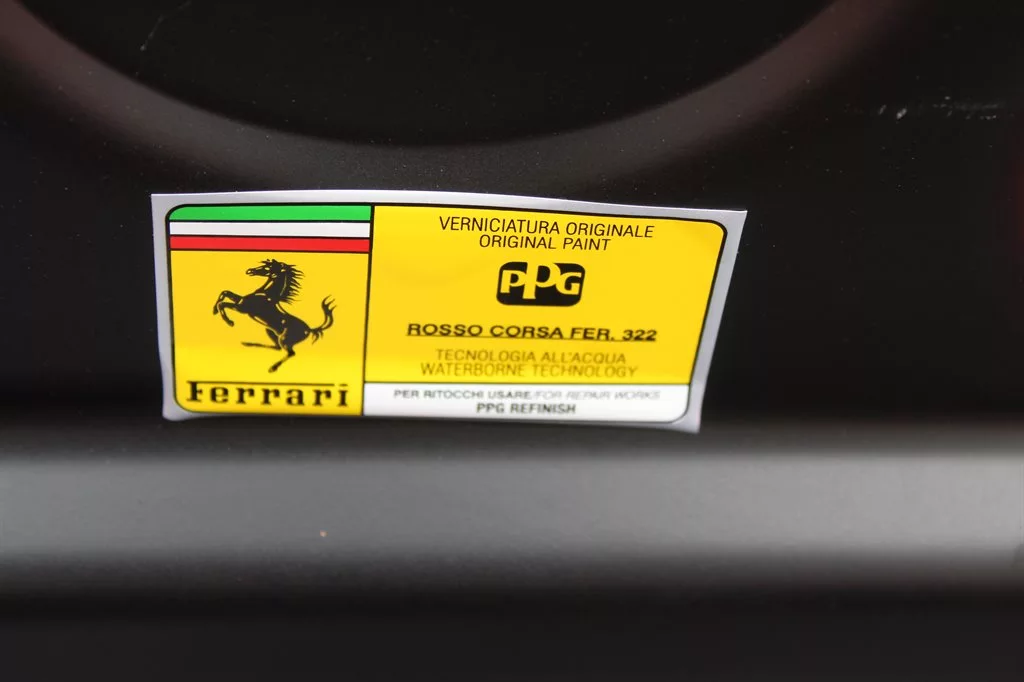 VERNICIATURA ORIGINALE
ORIGINAL PAINT
PPG
ROSSO CORSA FER. 322
TECNOLOGIA ALL'ACQUA
WATERBORNE TECHNOLOGY
Ferrari
PER RITOCCHI USARE/FOR REPAIR WORKS
PPG REFINISH